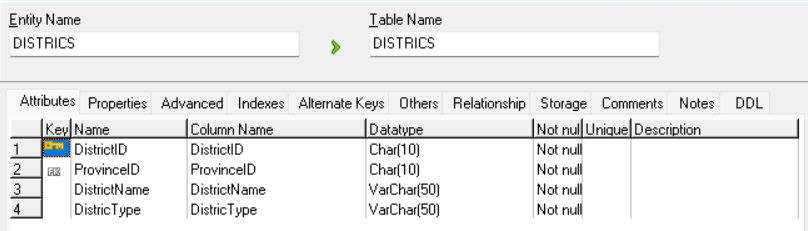 Entity Name Table Name
DISTRICS DISTRICS
Attributes Properties Advanced Indexes Alternate Keys Others Relationship Storage Comments Notes DDL
Key Name Column Name Datatype Not nul Unique Description
1 DistrictID DistrictID Char(10) Not null
2 FK ProvinceID ProvinceID Char(10) Not null
3 DistrictName DistrictName VarChar(50) Not null
4 DistricType DistricType VarChar(50) Not null